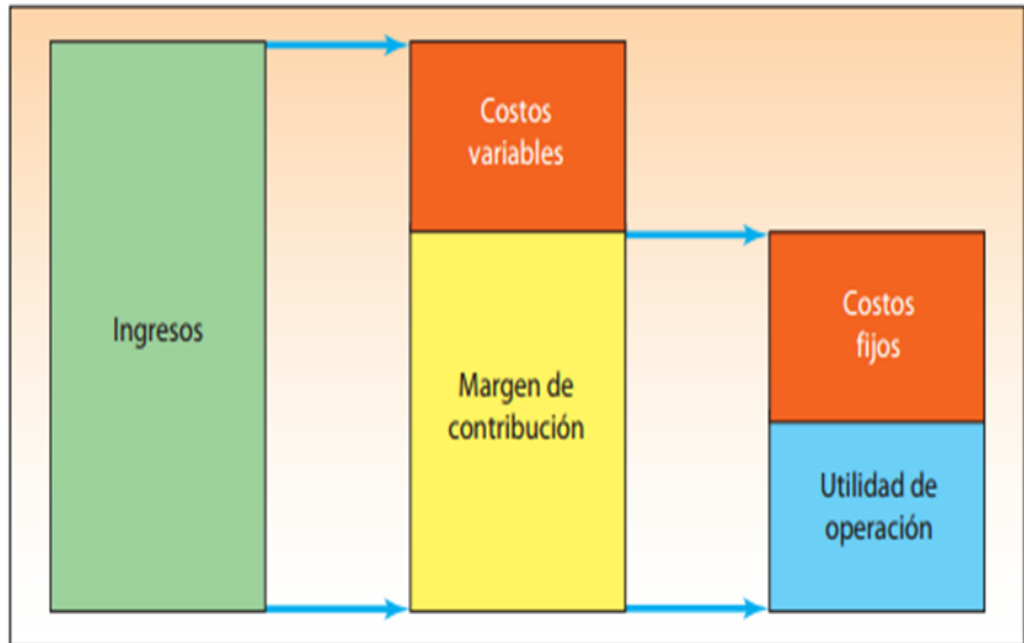 Ingresos
Costos
variables
Margen de
contribución
Costos
fijos
Utilidad de
operación